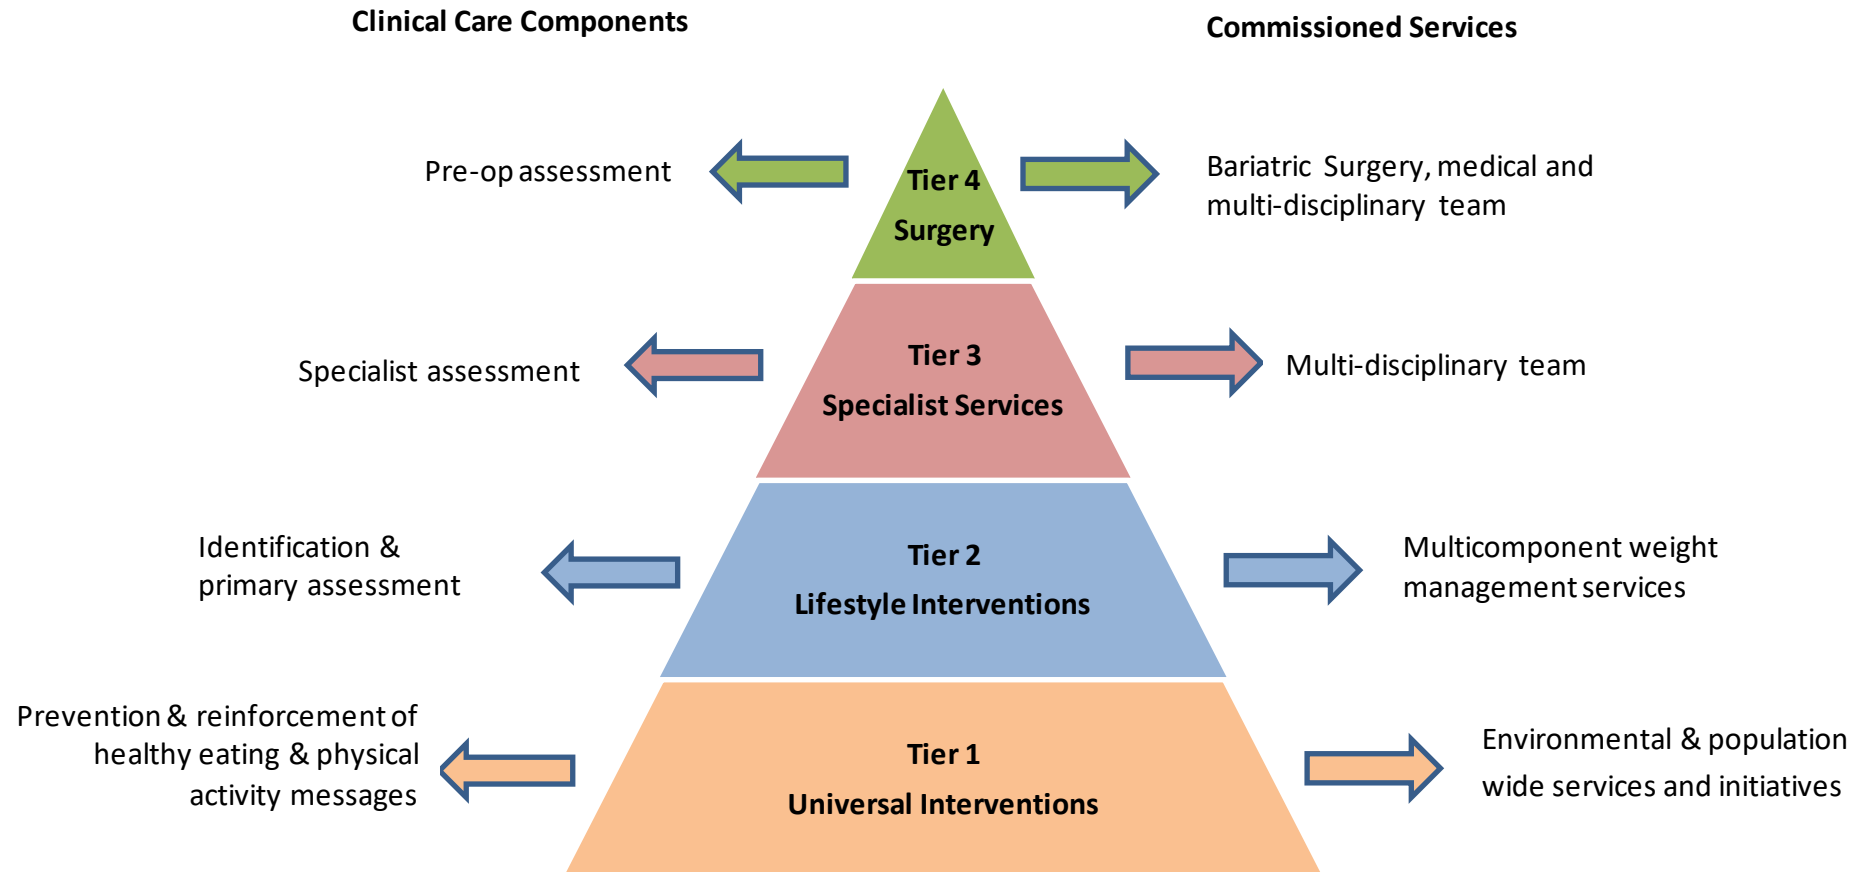 Clinical Care Components
Commissioned Services
Pre-op assessment
Tier 4
Surgery
Bariatric Surgery, medical and
multi-disciplinary team
Specialist assessment
Tier 3
Specialist Services
Multi-disciplinary team
Identification &
primary assessment
Tier 2
Lifestyle Interventions
Multicomponent weight
management services
Prevention & reinforcement of
healthy eating & physical
activity messages
Tier 1
Universal Interventions
Environmental & population
wide services and initiatives